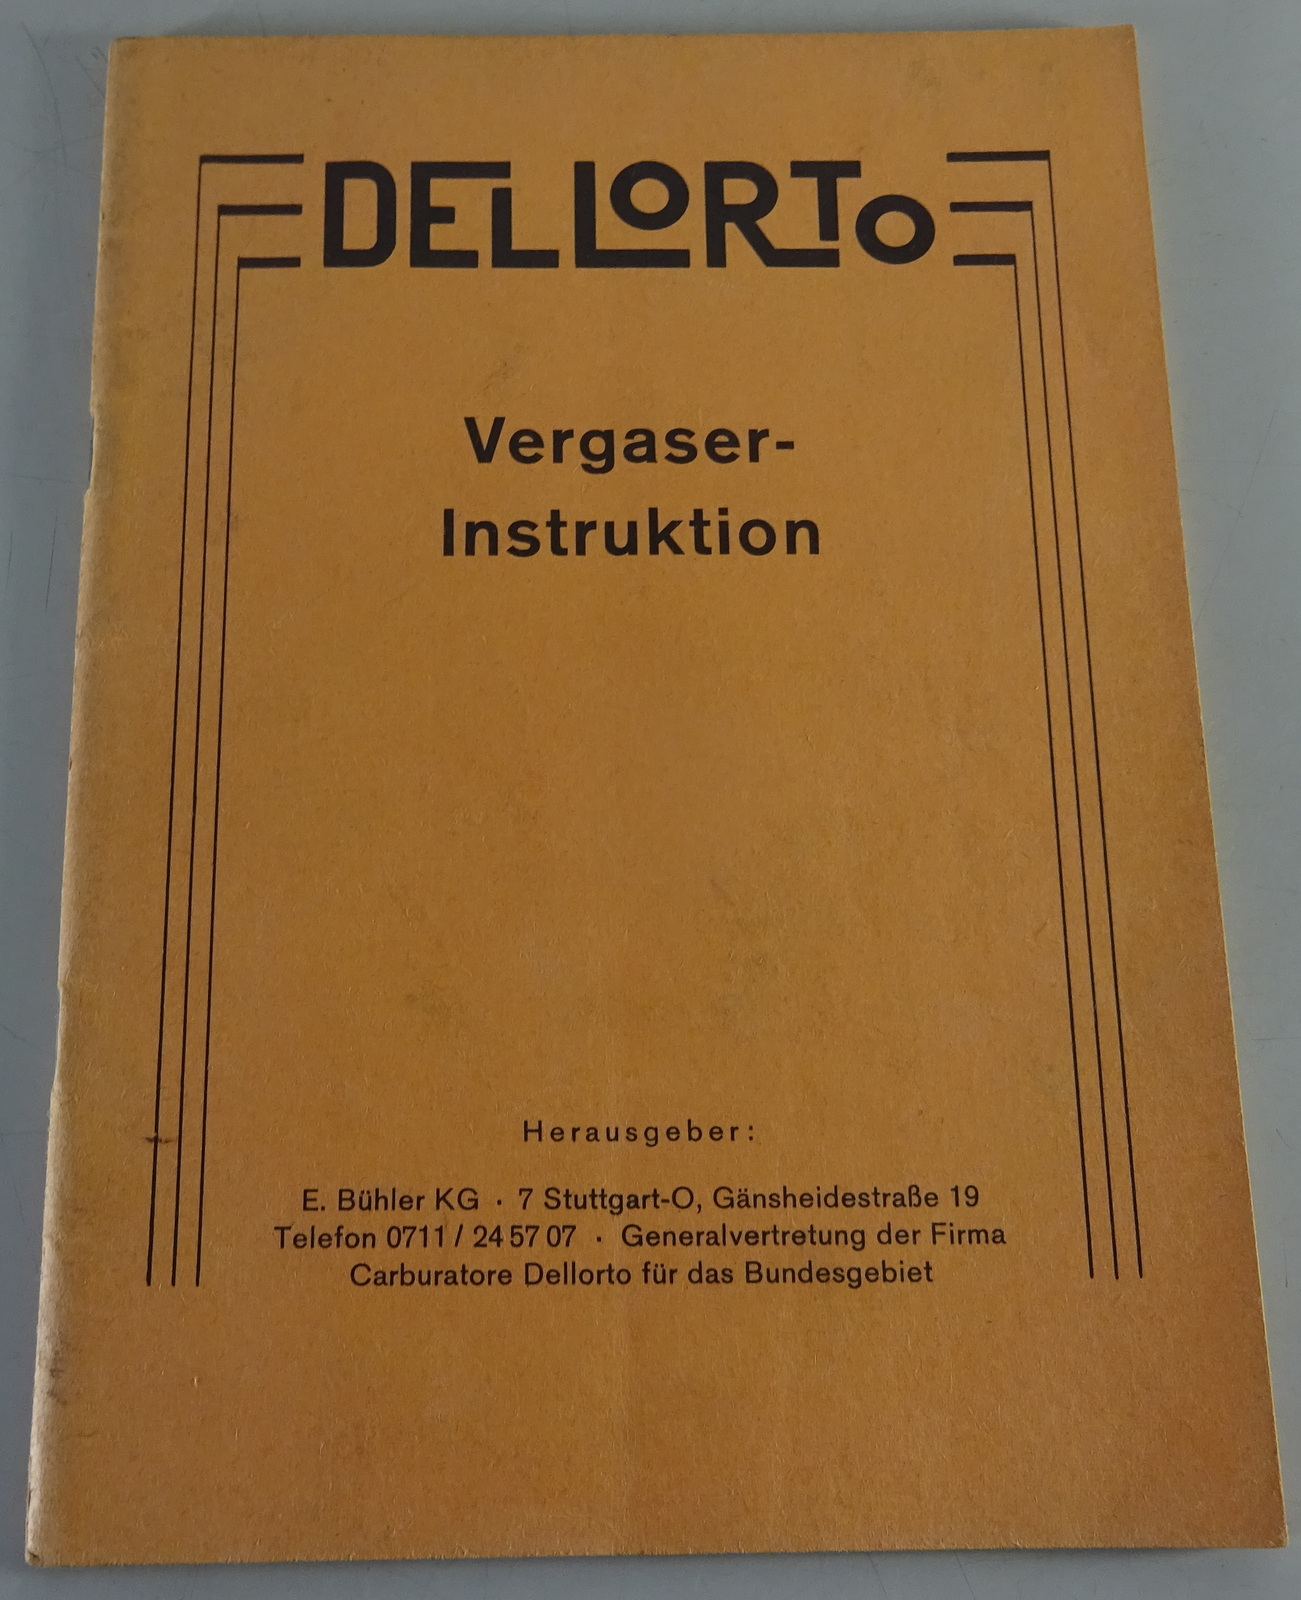 DELLORTO
Vergaser-
Instruktion
Herausgeber:
E. Bühler KG · 7 Stuttgart-O, Gänsheidestraße 19
Telefon 0711 / 24 57 07 · Generalvertretung der Firma
Carburatore Dellorto für das Bundesgebiet